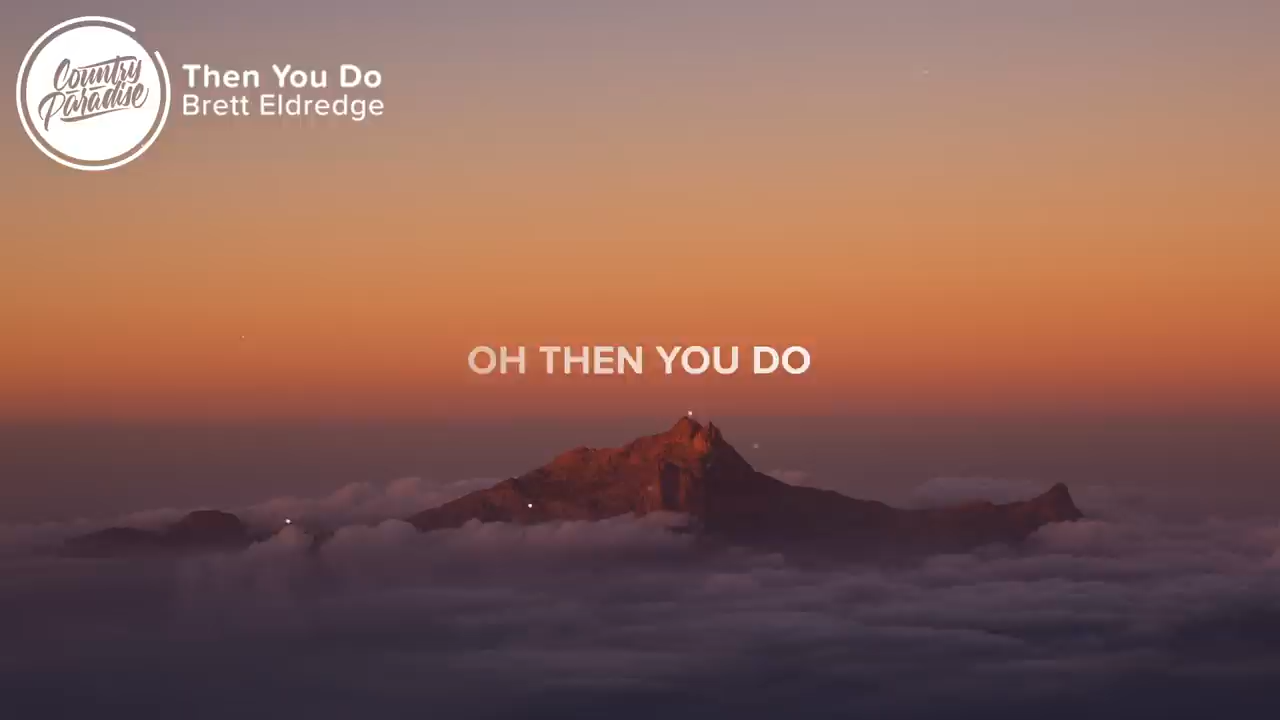 Country
Paradise
Then You Do
Brett Eldredge
OH THEN YOU DO